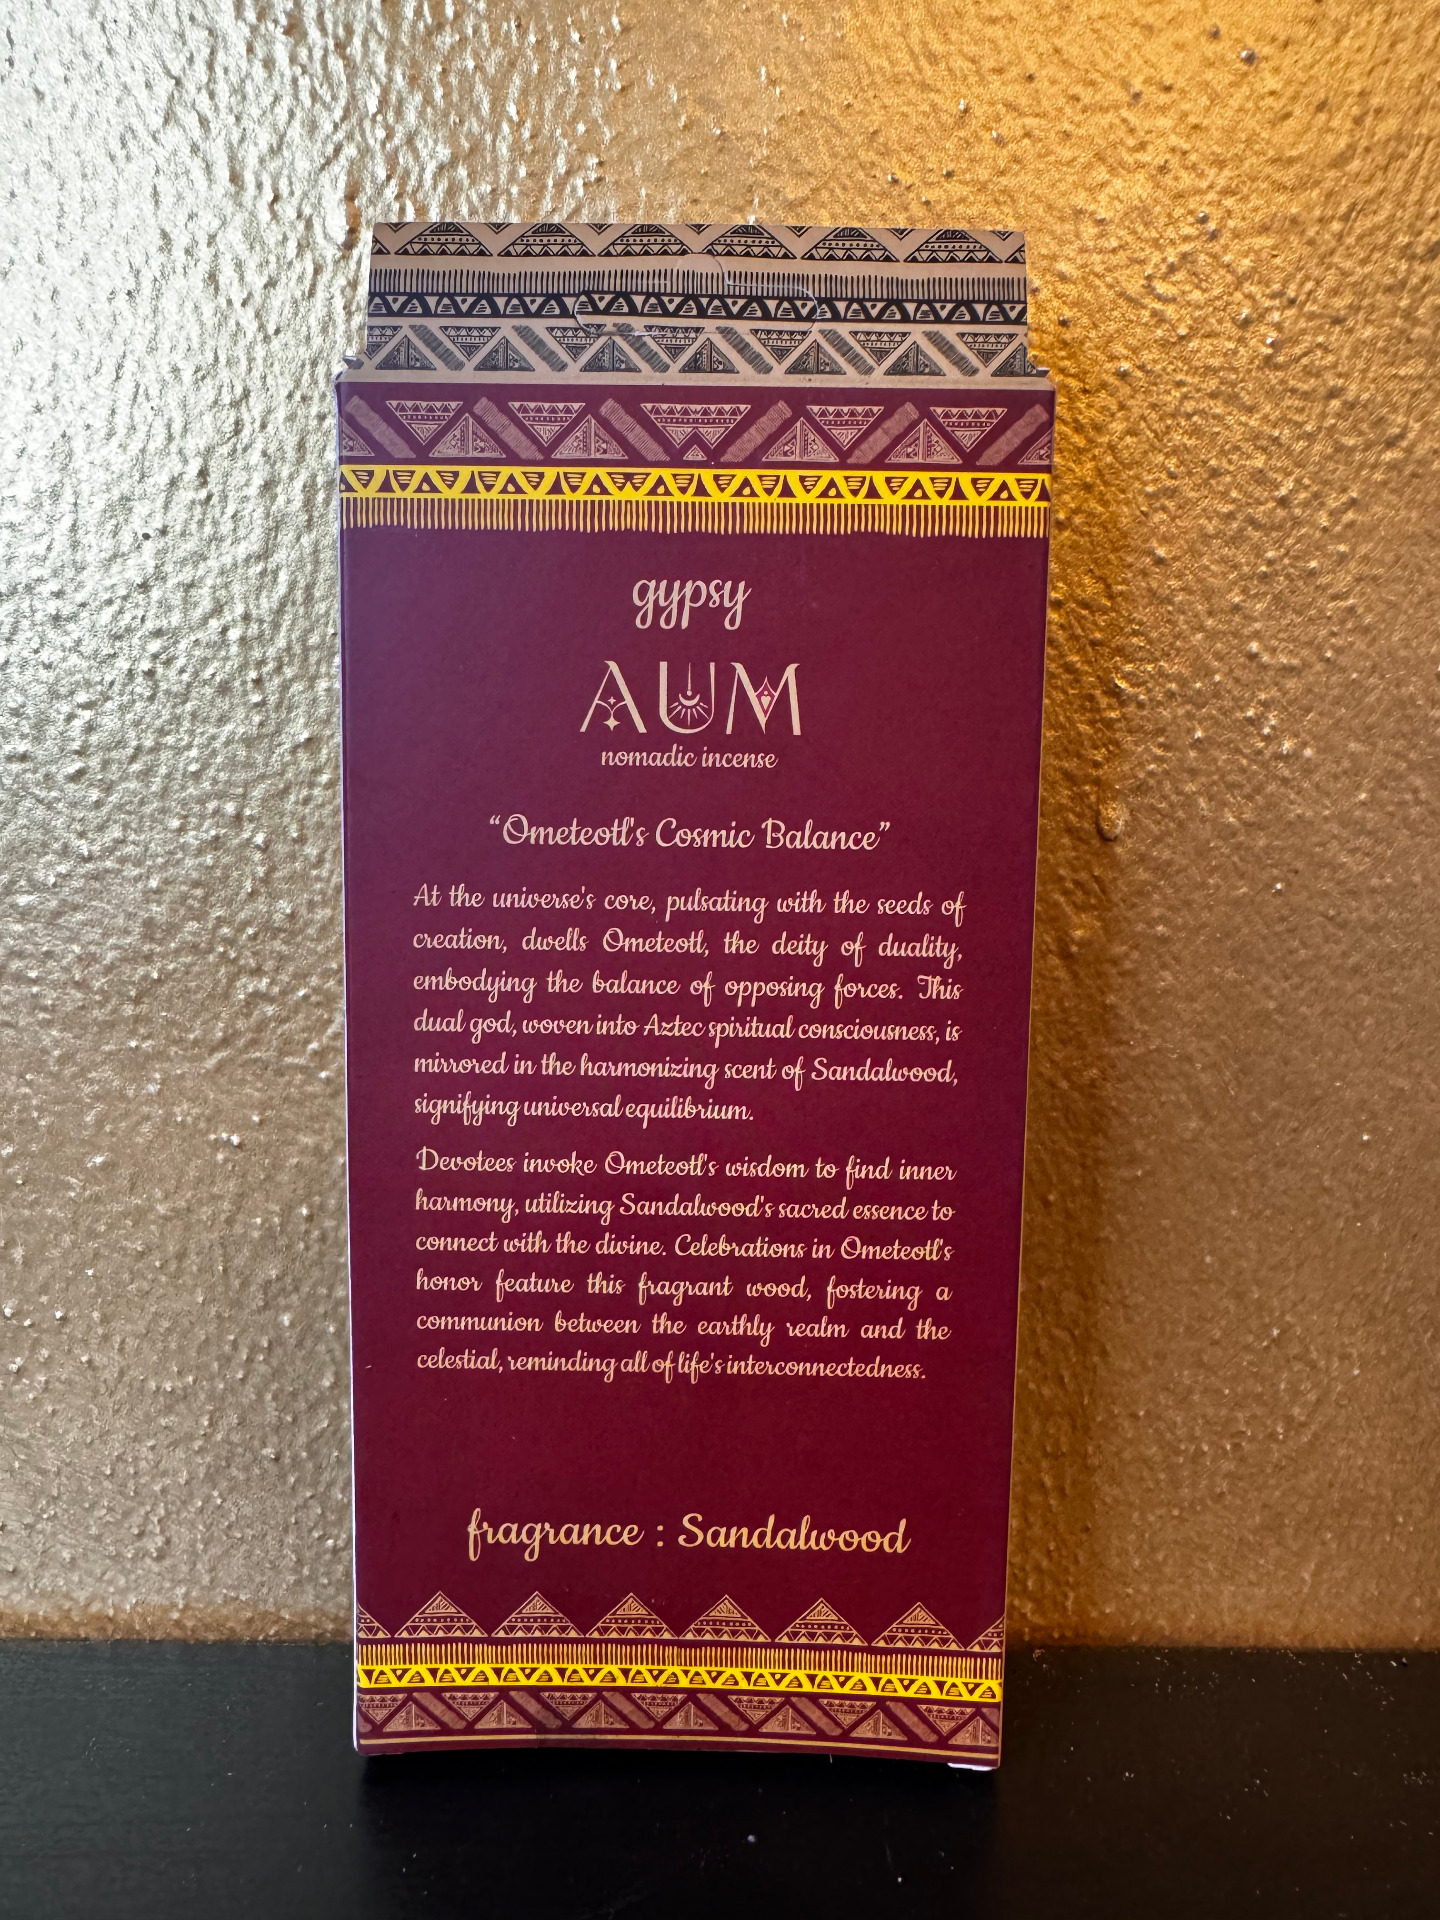 gypsy
AUM
nomadic incense
“Ometeotl's Cosmic Balance”
At the universe's core, pulsating with the seeds of
creation, dwells Ometeotl, the deity of duality,
embodying the balance of opposing forces. This
dual god, woven into Aztec spiritual consciousness, is
mirrored in the harmonizing scent of Sandalwood,
signifying universal equilibrium.
Devotees invoke Ometeotl's wisdom to find inner
harmony, utilizing Sandalwood's sacred essence to
connect with the divine. Celebrations in Ometeotl's
honor feature this fragrant wood, fostering a
communion between the earthly realm and the
celestial, reminding all of life's interconnectedness.
fragrance : Sandalwood